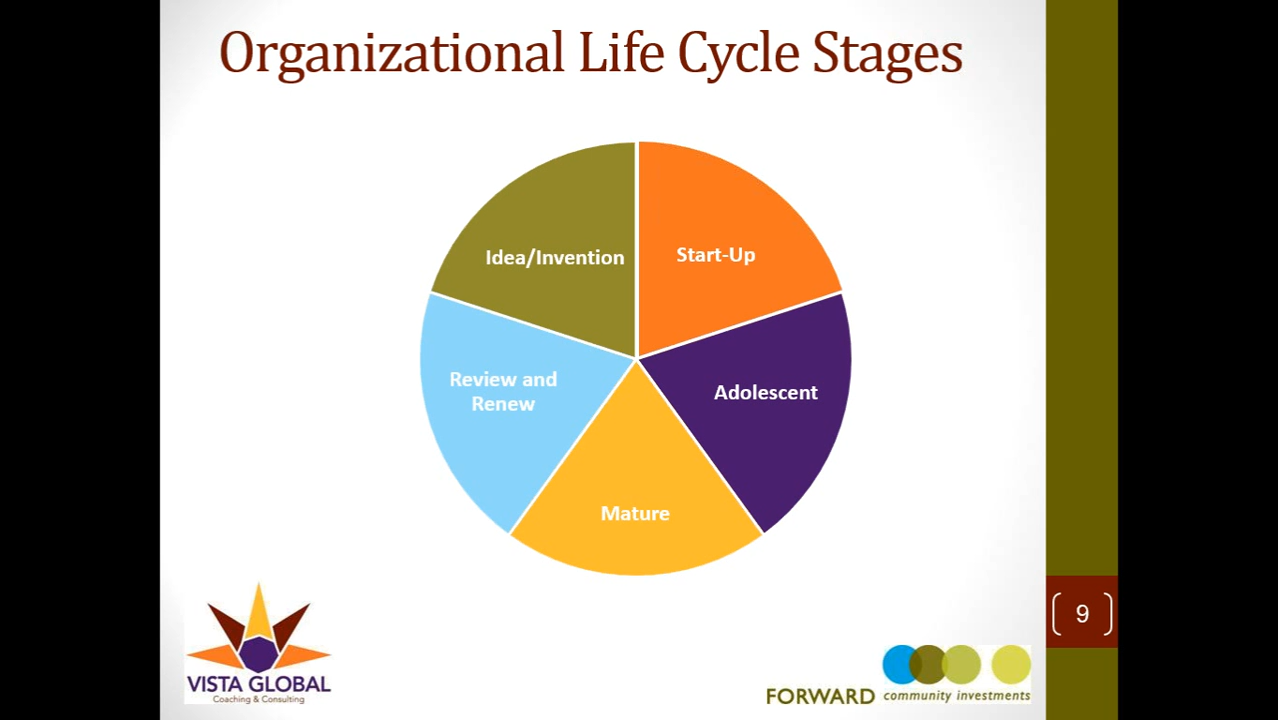 Organizational Life Cycle Stages
Idea/Invention
Start-Up
Review and
Renew
Adolescent
Mature
9
VISTA GLOBAL
Coaching & Consulting
FORWARD community investments